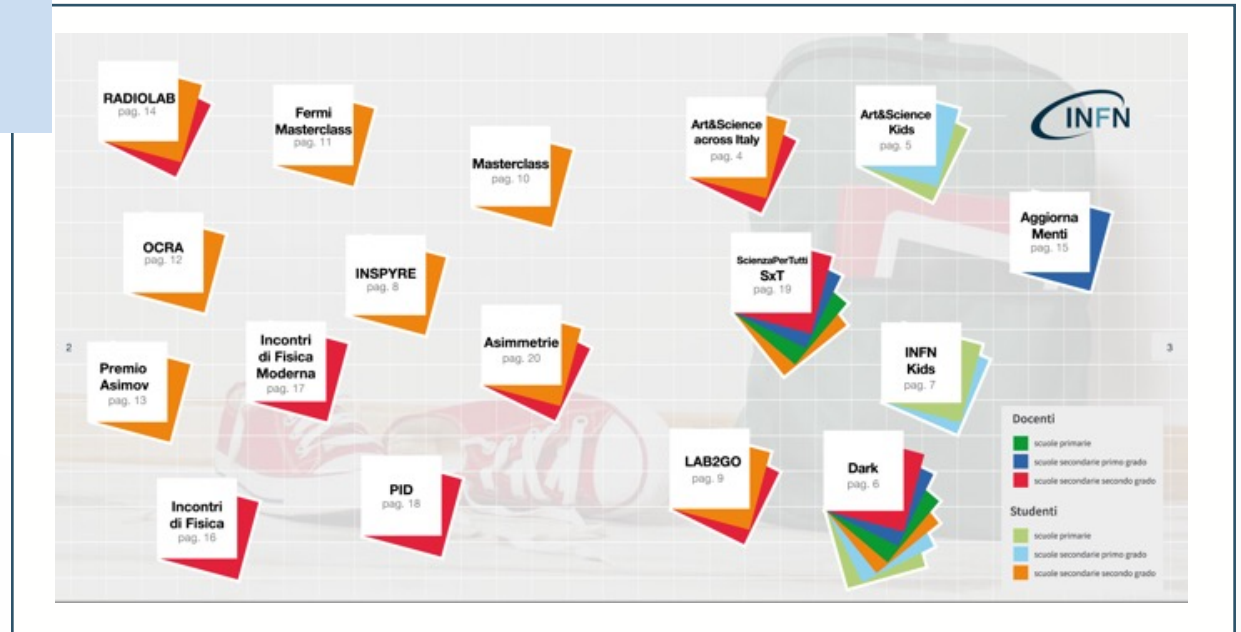 RADIOLAB
pag. 14
Fermi
Masterclass
pag. 11
Masterclass
pag. 10
Art&Science
across Italy
pag. 4
Art&Science
Kids
pag. 5
INFN
Aggiorna
Menti
pag. 15
OCRA
pag. 12
INSPYRE
pag. 8
ScienzaPerTutti
SxT
pag. 19
2
Premio
Asimov
pag. 13
Incontri
di Fisica
Moderna
pag. 17
Asimmetrie
pag. 20
INFN
Kids
pag. 7
3
Incontri
di Fisica
pag. 16
PID
pag. 18
LAB2GO
pag. 9
Dark
pag. 6
Docenti
scuole primarie
scuole secondarie primo grado
scuole secondarie secondo grado
Studenti
scuole primarie
scuole secondarie primo grado
scuole secondarie secondo grado